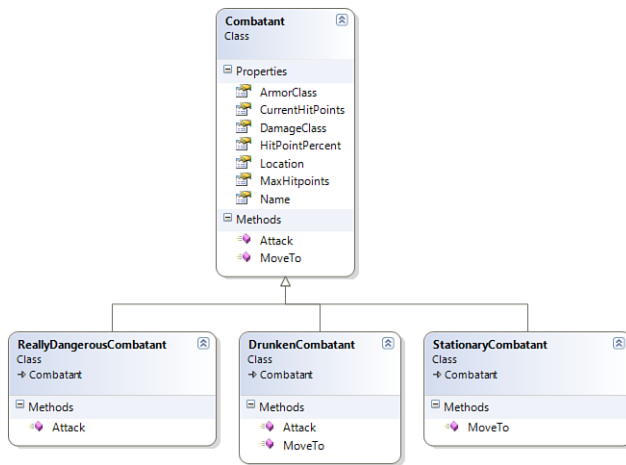 Combatant
Class
Properties
ArmorClass
CurrentHitPoints
DamageClass
HitPointPercent
Location
MaxHitpoints
Name
Methods
Attack
MoveTo
ReallyDangerousCombatant
Class
Combatant
Methods
Attack
DrunkenCombatant
Class
Combatant
Methods
Attack
MoveTo
StationaryCombatant
Class
Combatant
Methods
MoveTo